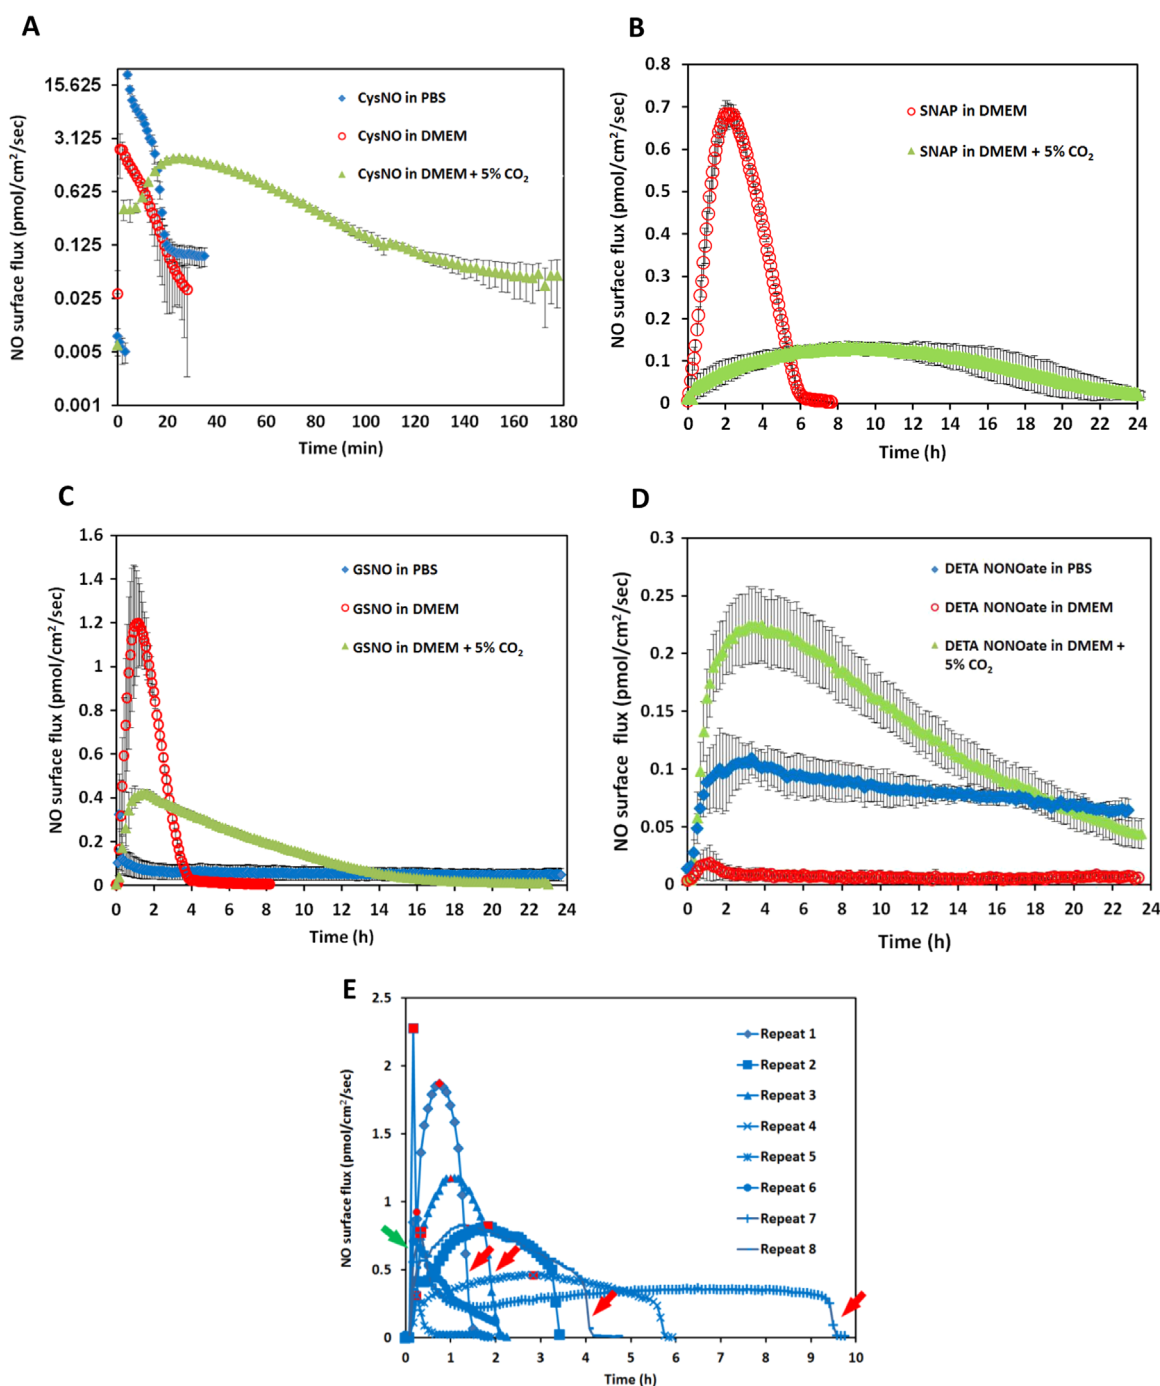 A
NO surface flux (pmol/cm²/sec)
15.625
3.125
0.625
0.125
0.025
0.005
0.001
CysNO in PBS
CysNO in DMEM
CysNO in DMEM + 5% CO₂
0 20 40 60 80 100 120 140 160 180
Time (min)
B
NO surface flux (pmol/cm²/sec)
0.8
0.7
0.6
0.5
0.4
0.3
0.2
0.1
0
SNAP in DMEM
SNAP in DMEM + 5% CO₂
0 2 4 6 8 10 12 14 16 18 20 22 24
Time (h)
C
NO surface flux (pmol/cm²/sec)
1.6
1.4
1.2
1
0.8
0.6
0.4
0.2
0
GSNO in PBS
GSNO in DMEM
GSNO in DMEM + 5% CO₂
0 2 4 6 8 10 12 14 16 18 20 22 24
Time (h)
D
NO surface flux (pmol/cm²/sec)
0.3
0.25
0.2
0.15
0.1
0.05
0
DETA NONOate in PBS
DETA NONOate in DMEM
DETA NONOate in DMEM +
5% CO₂
0 2 4 6 8 10 12 14 16 18 20 22 24
Time (h)
E
NO surface flux (pmol/cm²/sec)
2.5
2
1.5
1
0.5
0
Repeat 1
Repeat 2
Repeat 3
Repeat 4
Repeat 5
Repeat 6
Repeat 7
Repeat 8
0 1 2 3 4 5 6 7 8 9 10
Time (h)